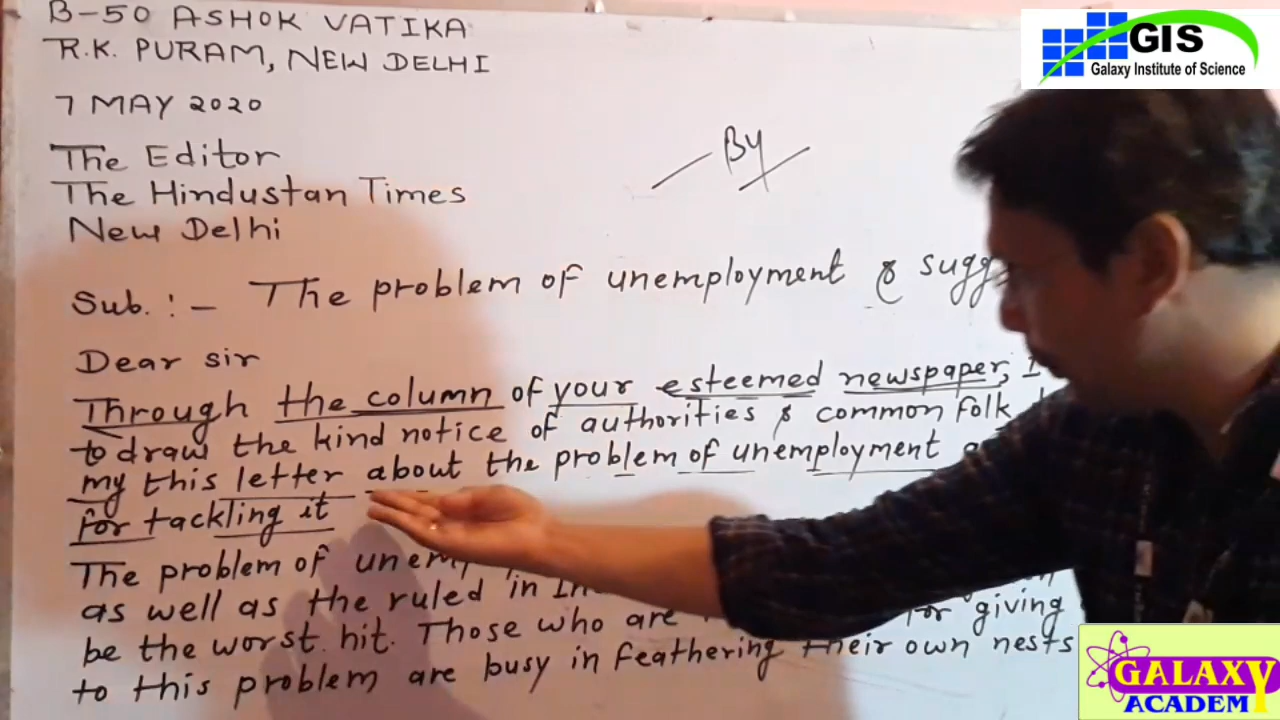 B-50 ASHOK VATIKA
R.K. PURAM, NEW DELHI
7 MAY 2020
The Editor
The Hindustan Times
New Delhi
By
Sub. :- The problem of unemployment & sugg
Dear sir
Through the column of your esteemed newspaper, I
to draw the kind notice of authorities & common folk
my this letter about the problem of unemployment
for tackling it
The problem of unemp
as well as the ruled in In
be the worst hit. Those who are for giving
to this problem are busy in feathering their own nests
GIS
Galaxy Institute of Science
GALAXY
ACADEM